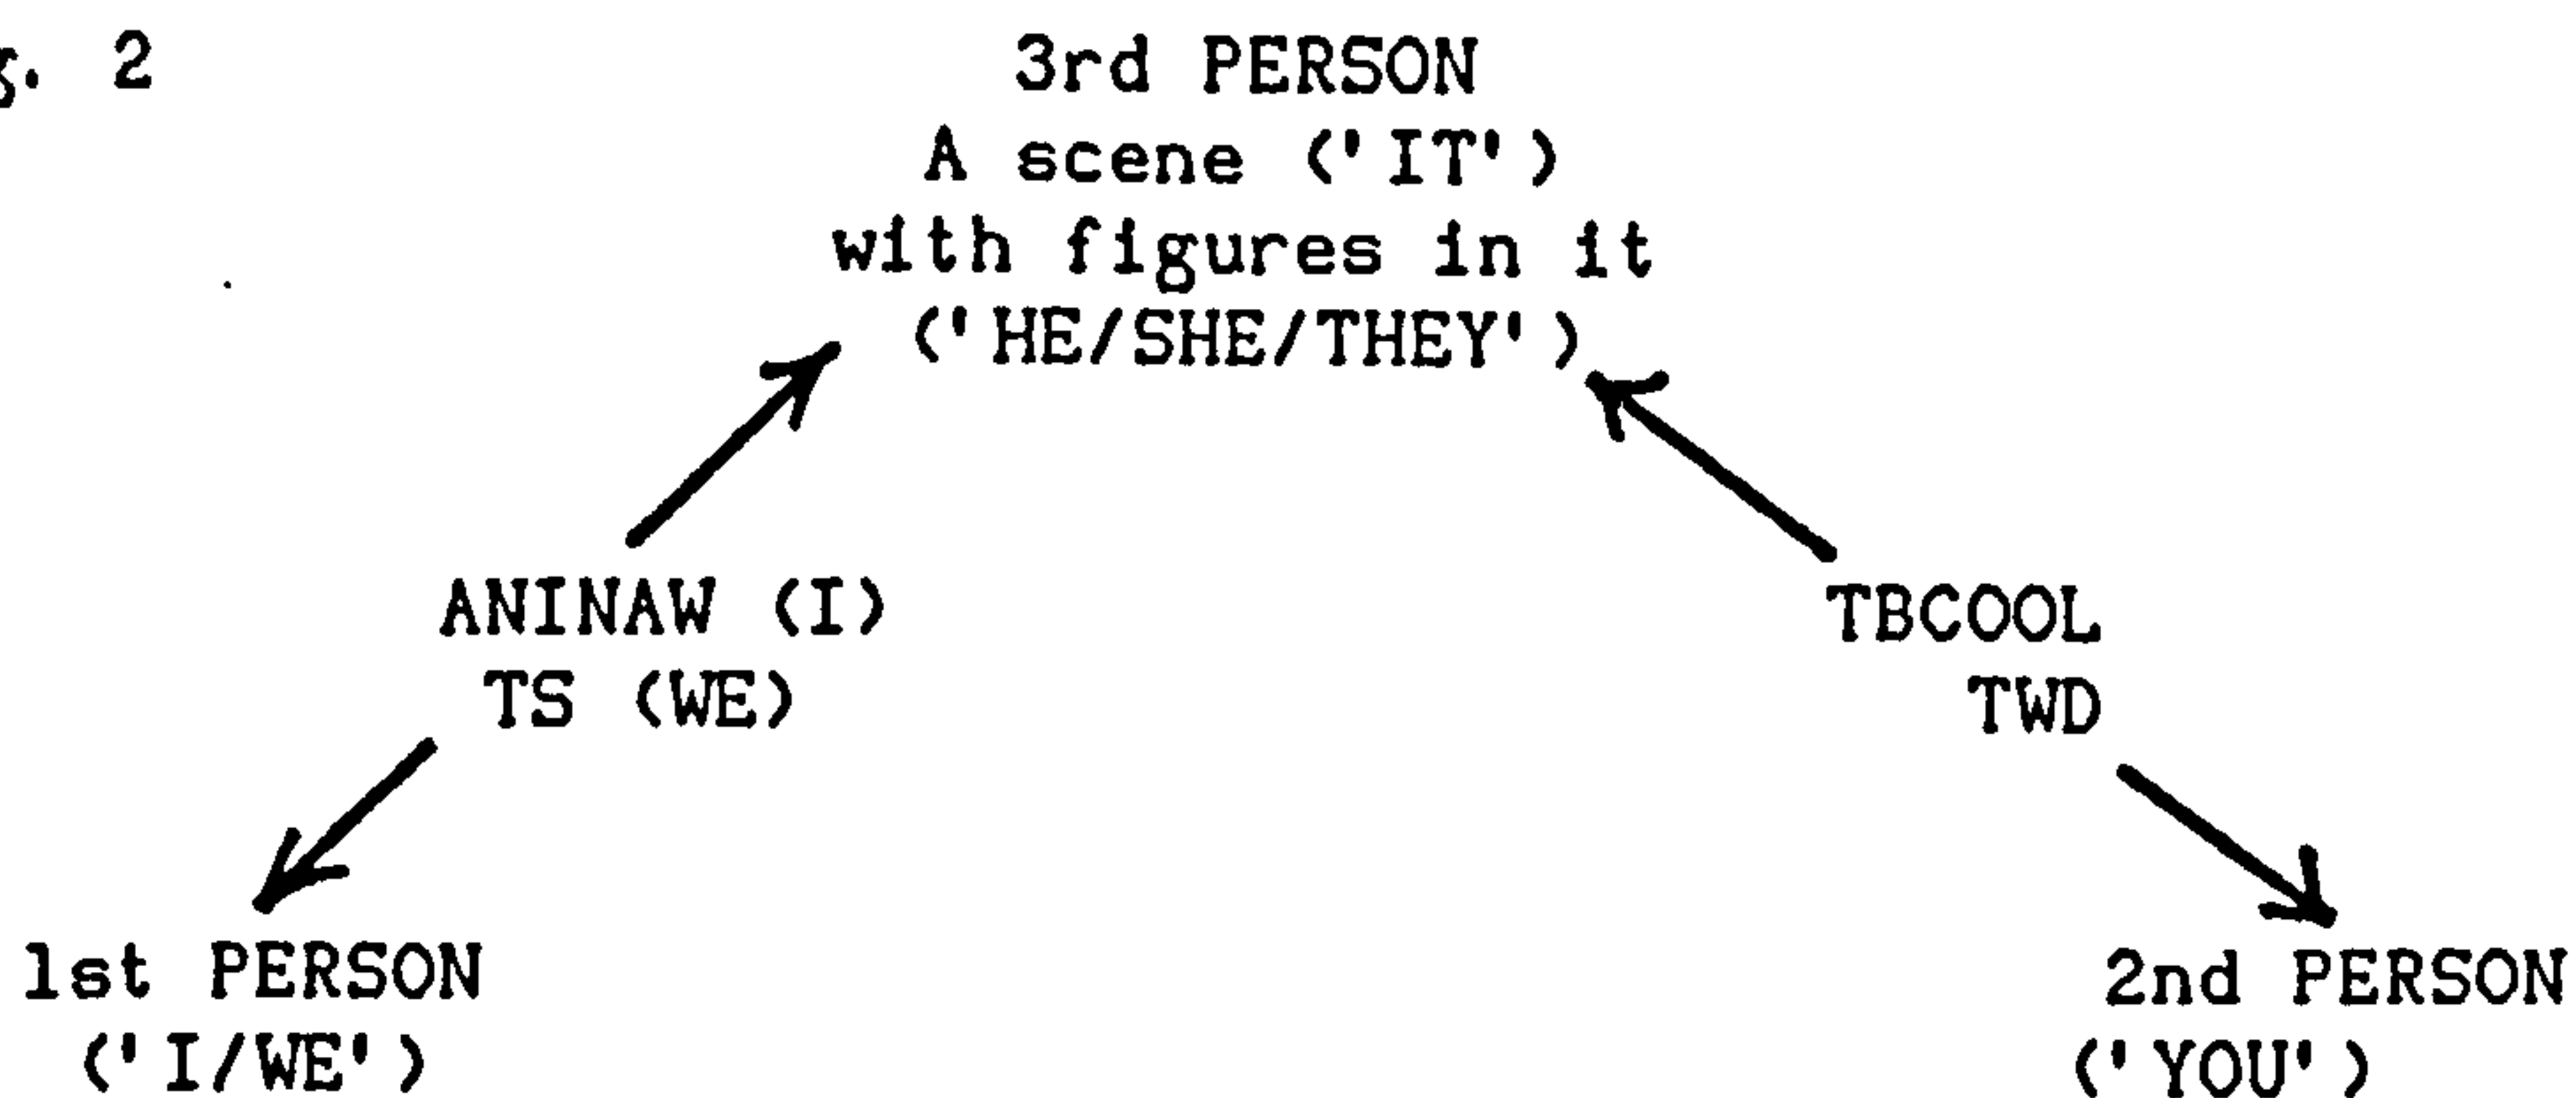 g. 2
3rd PERSON
A scene ('IT')
with figures in it
('HE/SHE/THEY')
ANINAW (I)
TS (WE)
TBCOOL
TWD
1st PERSON
('I/WE')
2nd PERSON
('YOU')